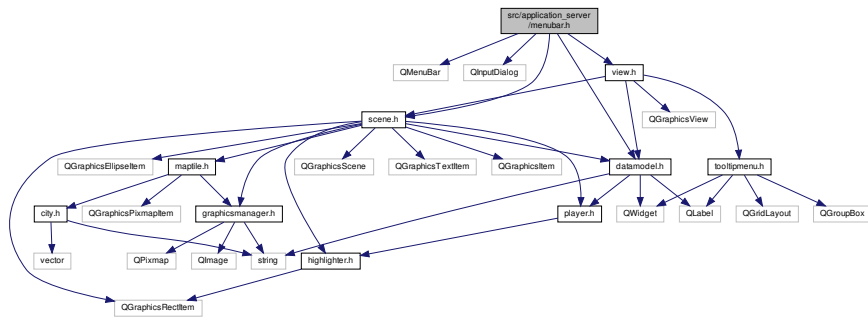 src/application_server
/menubar.h
QMenuBar
QInputDialog
view.h
scene.h
QGraphicsView
QGraphicsEllipseItem
maptile.h
QGraphicsScene
QGraphicsTextItem
QGraphicsItem
datamodel.h
tooltipmenu.h
city.h
QGraphicsPixmapItem
graphicsmanager.h
player.h
QWidget
QLabel
QGridLayout
QGroupBox
vector
QPixmap
QImage
string
highlighter.h
QGraphicsRectItem